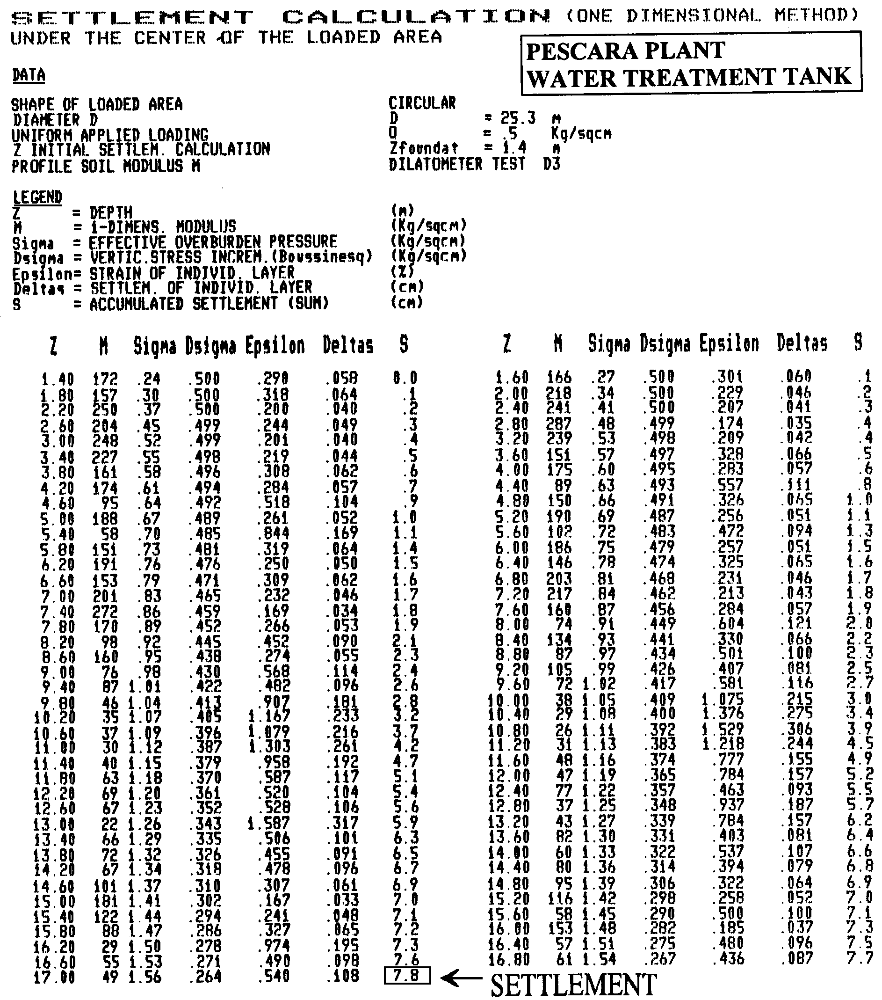 SETTLEMENT CALCULATION (ONE DIMENSIONAL METHOD)
UNDER THE CENTER OF THE LOADED AREA
PESCARA PLANT
WATER TREATMENT TANK
DATA
SHAPE OF LOADED AREA CIRCULAR
DIAMETER D D = 25.3 m
UNIFORM APPLIED LOADING Q = .5 Kg/sqcm
Z INITIAL SETTLEM. CALCULATION Zfoundat = 1.4 m
PROFILE SOIL MODULUS M DILATOMETER TEST D3
LEGEND
Z = DEPTH (m)
M = 1-DIMENS. MODULUS (Kg/sqcm)
Sigma = EFFECTIVE OVERBURDEN PRESSURE (Kg/sqcm)
Dsigma = VERTIC.STRESS INCREM.(Boussinesq) (Kg/sqcm)
Epsilon= STRAIN OF INDIVID. LAYER (%)
Deltas = SETTLEM. OF INDIVID. LAYER (cm)
S = ACCUMULATED SETTLEMENT (SUM) (cm)
Z M Sigma Dsigma Epsilon Deltas S Z M Sigma Dsigma Epsilon Deltas S
1.40 172 .24 .500 .290 .058 0.0 1.60 166 .27 .500 .301 .060 .1
1.80 157 .30 .500 .318 .064 .1 2.00 218 .34 .500 .229 .046 .2
2.20 250 .37 .500 .200 .040 .2 2.40 241 .41 .500 .207 .041 .3
2.60 204 .45 .499 .244 .049 .3 2.80 287 .48 .499 .174 .035 .4
3.00 248 .52 .499 .201 .040 .4 3.20 239 .53 .498 .209 .042 .4
3.40 227 .55 .498 .219 .044 .5 3.60 151 .57 .497 .328 .066 .5
3.80 161 .58 .496 .308 .062 .6 4.00 175 .60 .495 .283 .057 .6
4.20 174 .61 .494 .284 .057 .7 4.40 89 .63 .493 .557 .111 .8
4.60 95 .64 .492 .518 .104 .9 4.80 150 .66 .491 .326 .065 1.0
5.00 188 .67 .489 .261 .052 1.0 5.20 190 .69 .487 .256 .051 1.1
5.40 58 .70 .485 .844 .169 1.1 5.60 102 .72 .483 .472 .094 1.3
5.80 151 .73 .481 .319 .064 1.4 6.00 186 .75 .479 .257 .051 1.5
6.20 191 .76 .476 .250 .050 1.5 6.40 146 .78 .474 .325 .065 1.6
6.60 153 .79 .471 .309 .062 1.6 6.80 203 .81 .468 .231 .046 1.7
7.00 201 .83 .465 .232 .046 1.7 7.20 217 .84 .462 .213 .043 1.8
7.40 272 .86 .459 .169 .034 1.8 7.60 160 .87 .456 .284 .057 1.9
7.80 170 .89 .452 .266 .053 1.9 8.00 74 .91 .449 .604 .121 2.0
8.20 98 .92 .445 .452 .090 2.1 8.40 134 .93 .441 .330 .066 2.2
8.60 160 .95 .438 .274 .055 2.3 8.80 87 .97 .434 .501 .100 2.3
9.00 76 .98 .430 .568 .114 2.4 9.20 105 .99 .426 .407 .081 2.5
9.40 87 1.01 .422 .482 .096 2.6 9.60 72 1.02 .417 .581 .116 2.7
9.80 46 1.04 .413 .907 .181 2.8 10.00 38 1.05 .409 1.075 .215 3.0
10.20 35 1.07 .405 1.167 .233 3.2 10.40 29 1.08 .400 1.376 .275 3.4
10.60 37 1.09 .396 1.079 .216 3.7 10.80 26 1.11 .392 1.529 .306 3.9
11.00 30 1.12 .387 1.303 .261 4.2 11.20 31 1.13 .383 1.218 .244 4.5
11.40 40 1.15 .379 .958 .192 4.7 11.60 48 1.16 .374 .777 .155 4.9
11.80 63 1.18 .370 .587 .117 5.1 12.00 47 1.19 .365 .784 .157 5.2
12.20 69 1.20 .361 .520 .104 5.4 12.40 77 1.22 .357 .463 .093 5.5
12.60 67 1.23 .352 .528 .106 5.6 12.80 37 1.25 .348 .937 .187 5.7
13.00 22 1.26 .343 1.587 .317 5.9 13.20 43 1.27 .339 .784 .157 6.2
13.40 66 1.29 .335 .506 .101 6.3 13.60 82 1.30 .331 .403 .081 6.4
13.80 72 1.32 .326 .455 .091 6.5 14.00 60 1.33 .322 .537 .107 6.6
14.20 67 1.34 .318 .478 .096 6.7 14.40 80 1.36 .314 .394 .079 6.8
14.60 101 1.37 .310 .307 .061 6.9 14.80 95 1.39 .306 .322 .064 6.9
15.00 181 1.41 .302 .167 .033 7.0 15.20 116 1.42 .298 .258 .052 7.0
15.40 122 1.44 .294 .241 .048 7.1 15.60 58 1.45 .290 .500 .100 7.1
15.80 88 1.47 .286 .327 .065 7.2 16.00 153 1.48 .282 .185 .037 7.3
16.20 29 1.50 .278 .974 .195 7.3 16.40 57 1.51 .275 .480 .096 7.5
16.60 55 1.53 .271 .490 .098 7.6 16.80 61 1.54 .267 .436 .087 7.7
17.00 49 1.56 .264 .540 .108 7.8
SETTLEMENT